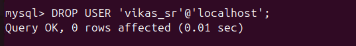 mysql> DROP USER 'vikas_sr'@'localhost';
Query OK, 0 rows affected (0.01 sec)